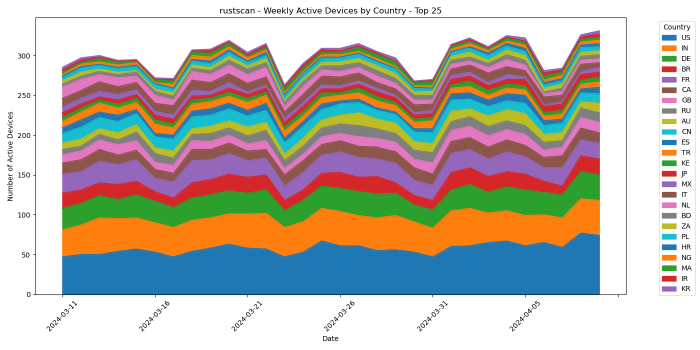 rustscan - Weekly Active Devices by Country - Top 25
Number of Active Devices
300
250
200
150
100
50
0
2024-03-11
2024-03-16
2024-03-21
2024-03-26
2024-03-31
2024-04-05
Date
Country
US
IN
DE
BR
FR
CA
GB
RU
AU
CN
ES
TR
KE
JP
MX
IT
NL
BD
ZA
PL
HR
NG
MA
IR
KR